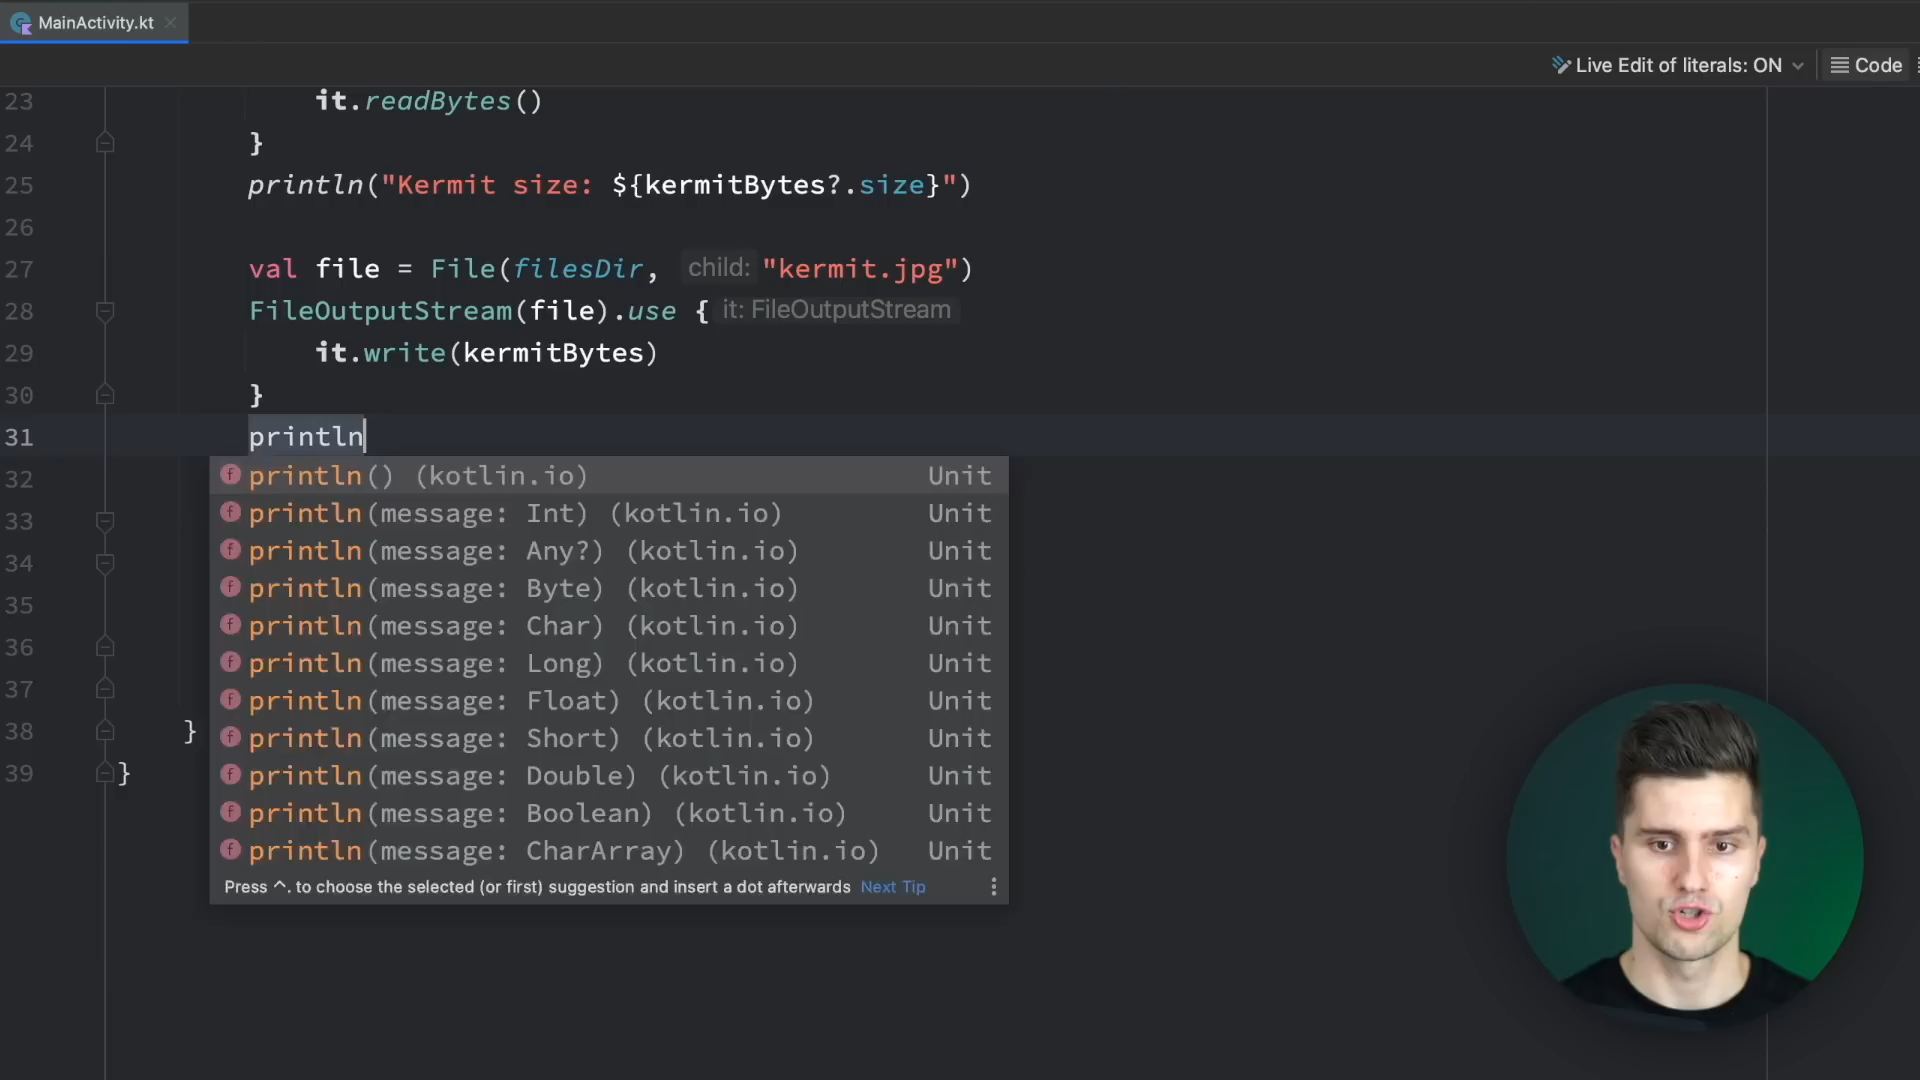 MainActivity.kt
Live Edit of literals: ON
Code
23 it.readBytes()
24 }
25 println("Kermit size: ${kermitBytes?.size}")
26
27 val file = File(filesDir, child: "kermit.jpg")
28 FileOutputStream(file).use { it: FileOutputStream
29 it.write(kermitBytes)
30 }
31 println
32 println() (kotlin.io) Unit
33 println(message: Int) (kotlin.io) Unit
34 println(message: Any?) (kotlin.io) Unit
35 println(message: Byte) (kotlin.io) Unit
println(message: Char) (kotlin.io) Unit
36 println(message: Long) (kotlin.io) Unit
37 println(message: Float) (kotlin.io) Unit
38 } println(message: Short) (kotlin.io) Unit
39 } println(message: Double) (kotlin.io) Unit
println(message: Boolean) (kotlin.io) Unit
println(message: CharArray) (kotlin.io) Unit
Press ^. to choose the selected (or first) suggestion and insert a dot afterwards Next Tip